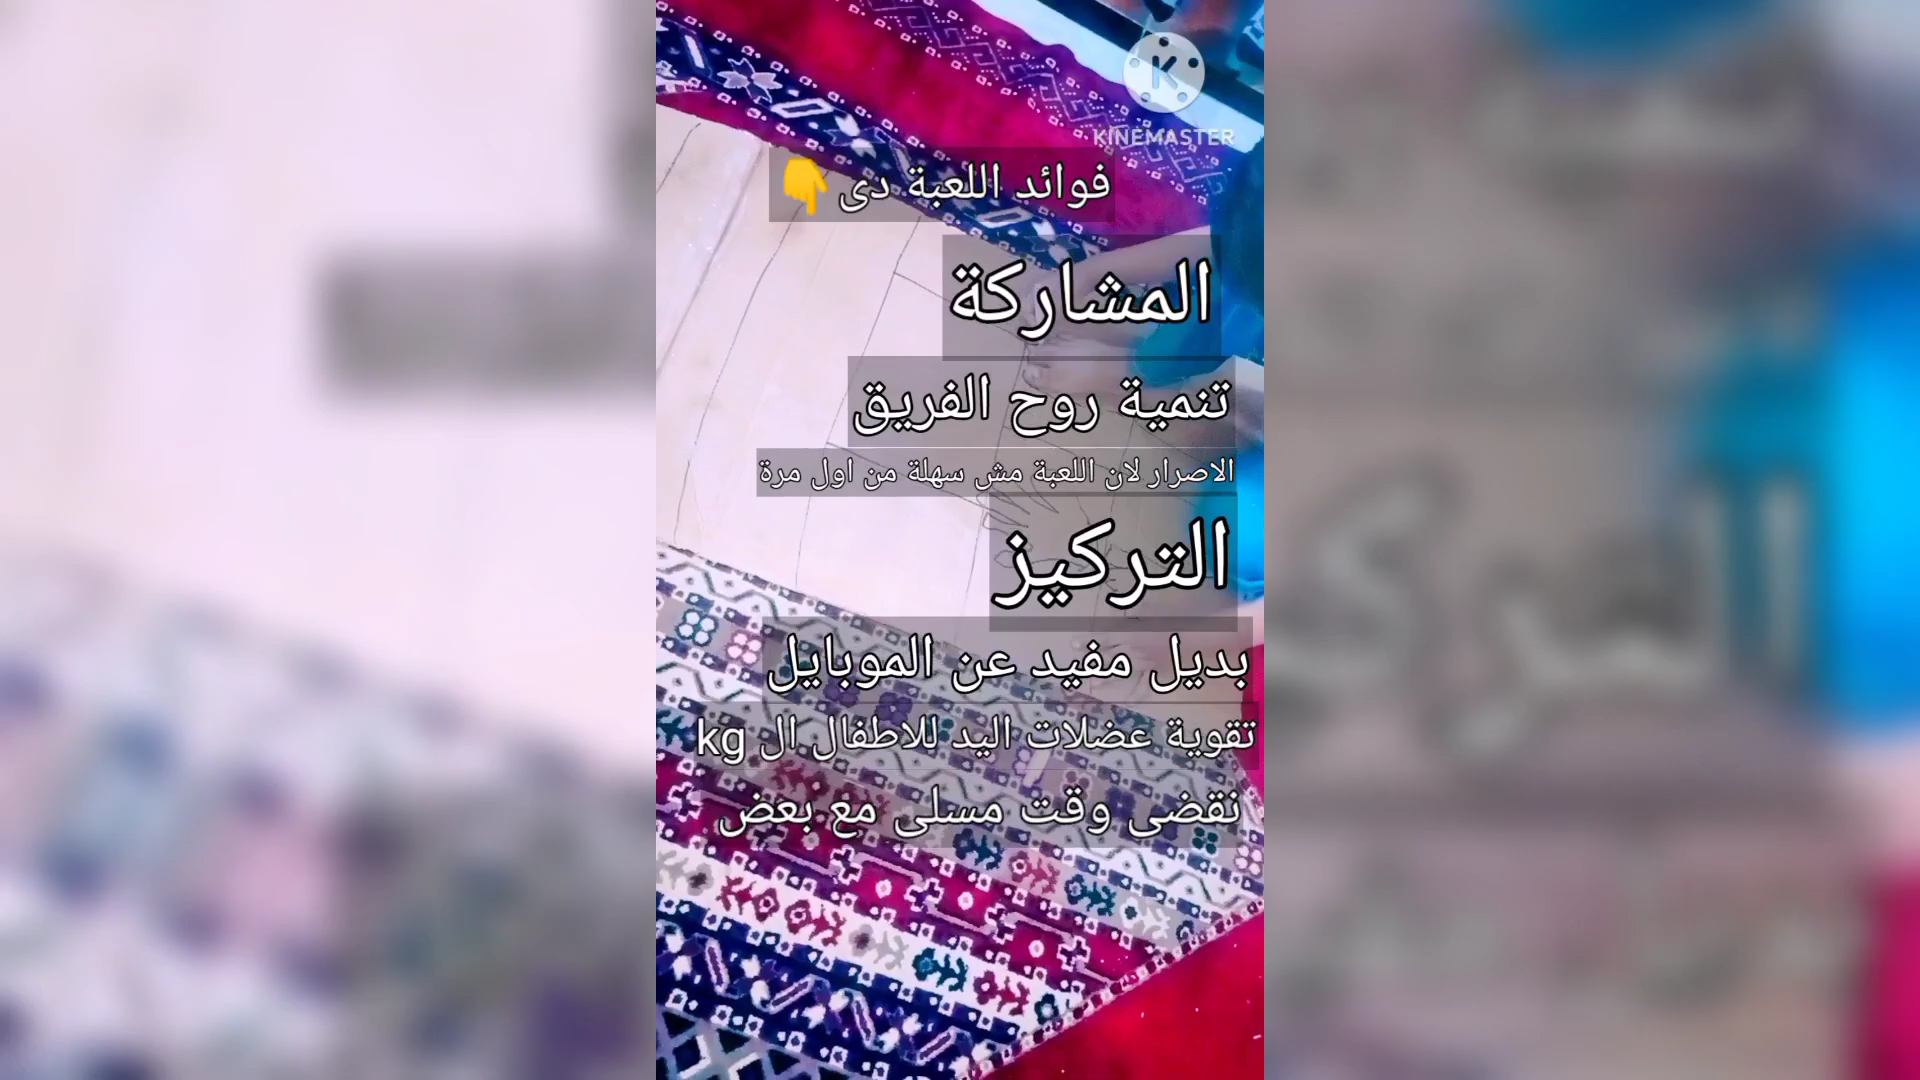 KINEMASTER
فوائد اللعبة دى 👇
المشاركة
تنمية روح الفريق
الاصرار لان اللعبة مش سهلة من اول مرة
التركيز
بديل مفيد عن الموبايل
تقوية عضلات اليد للاطفال ال kg
نقضى وقت مسلى مع بعض